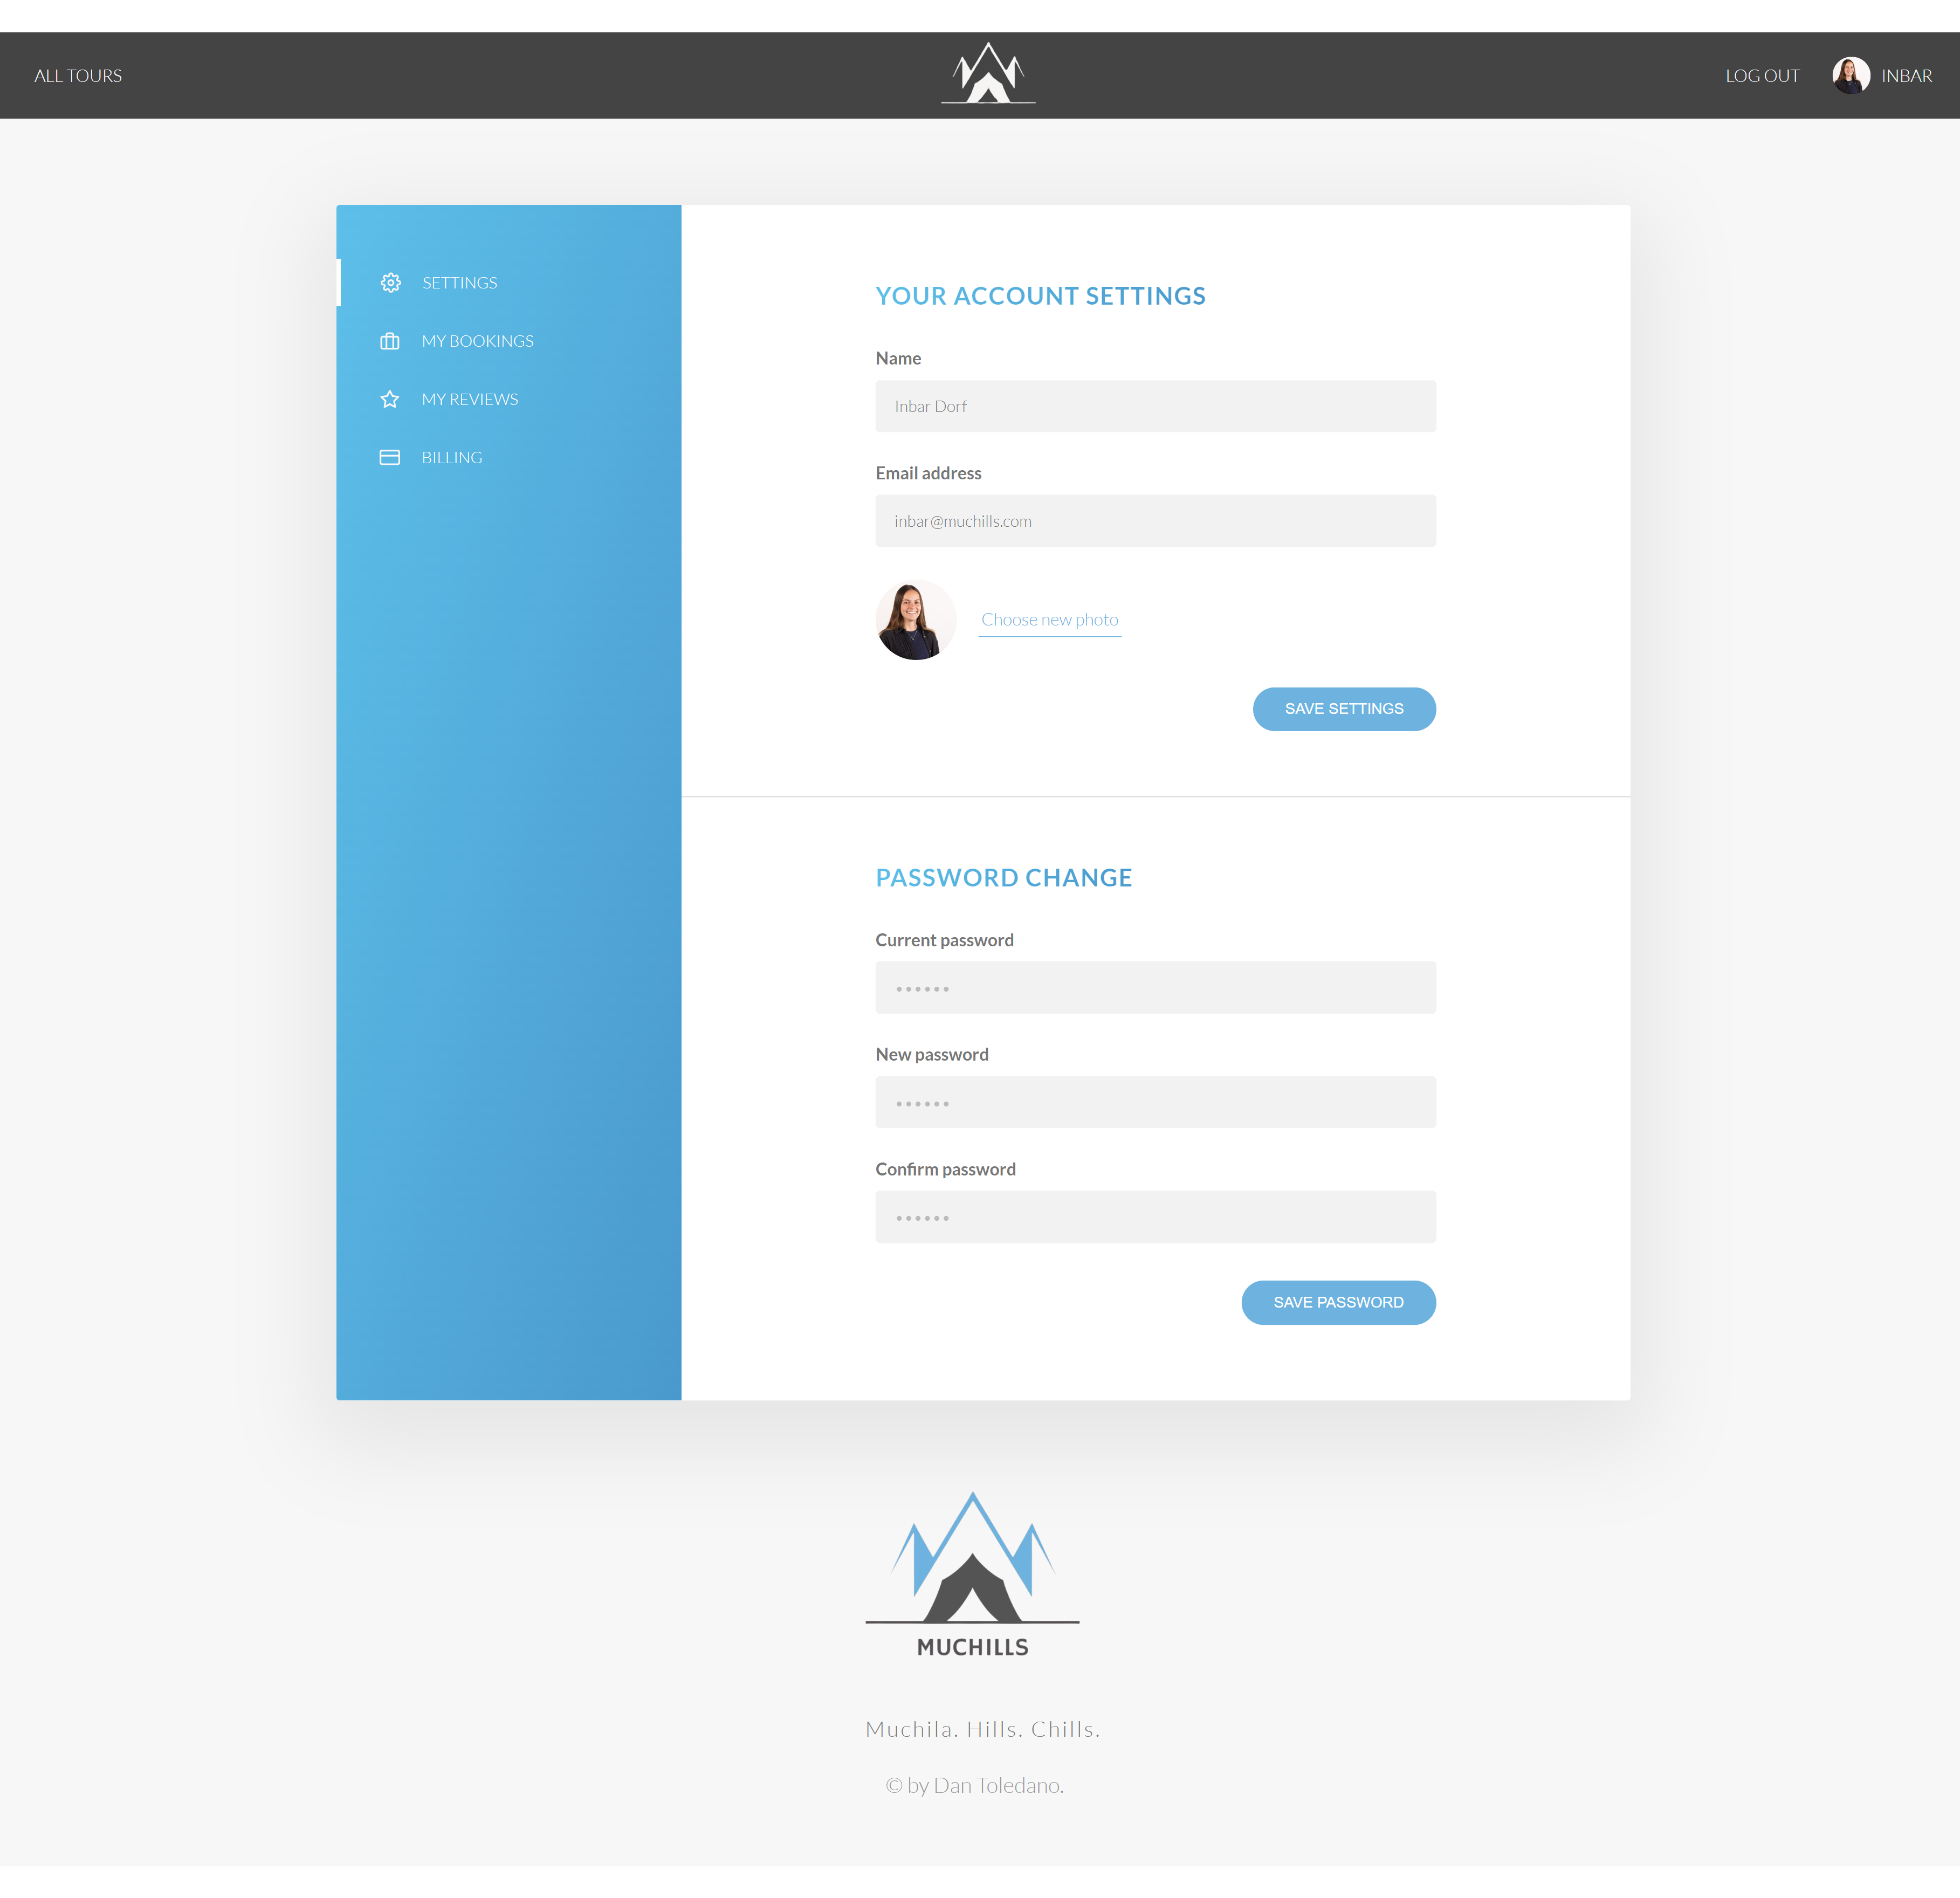 ALL TOURS
LOG OUT
INBAR
SETTINGS
MY BOOKINGS
MY REVIEWS
BILLING
YOUR ACCOUNT SETTINGS
Name
Inbar Dorf
Email address
inbar@muchills.com
Choose new photo
SAVE SETTINGS
PASSWORD CHANGE
Current password
••••••
New password
••••••
Confirm password
••••••
SAVE PASSWORD
MUCHILLS
Muchila. Hills. Chills.
© by Dan Toledano.